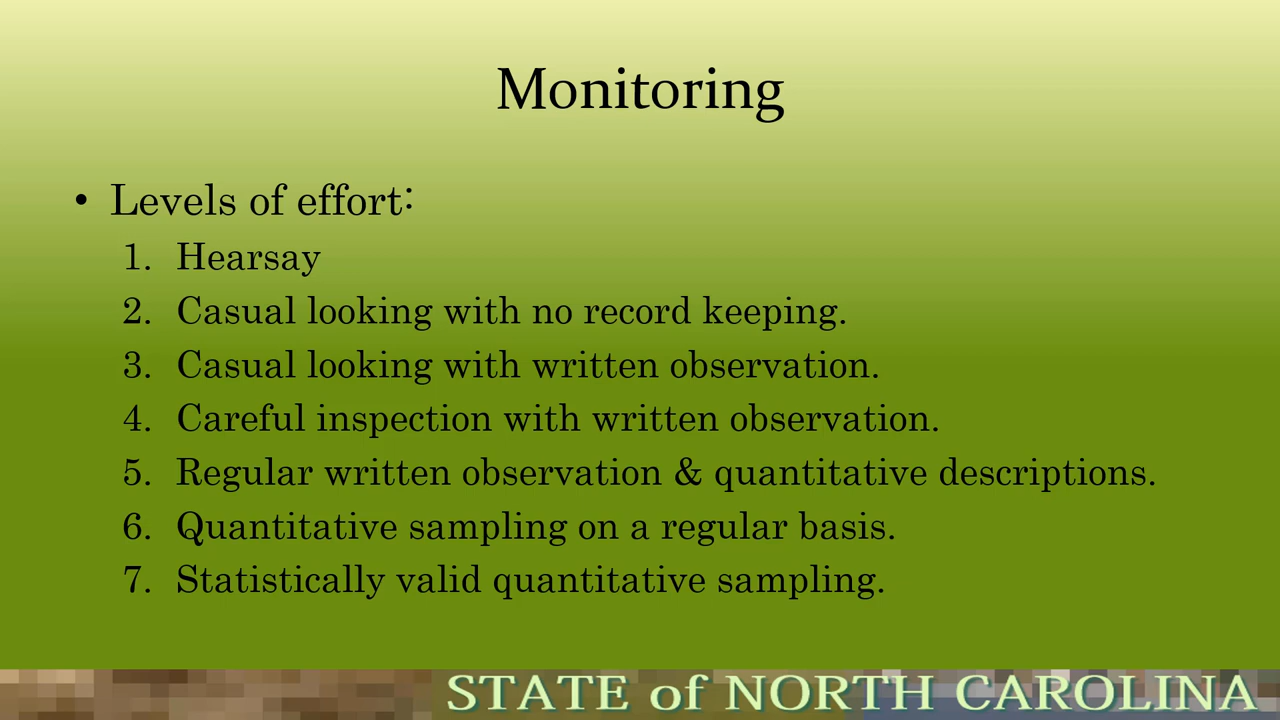 Monitoring
• Levels of effort:
1. Hearsay
2. Casual looking with no record keeping.
3. Casual looking with written observation.
4. Careful inspection with written observation.
5. Regular written observation & quantitative descriptions.
6. Quantitative sampling on a regular basis.
7. Statistically valid quantitative sampling.
STATE of NORTH CAROLINA